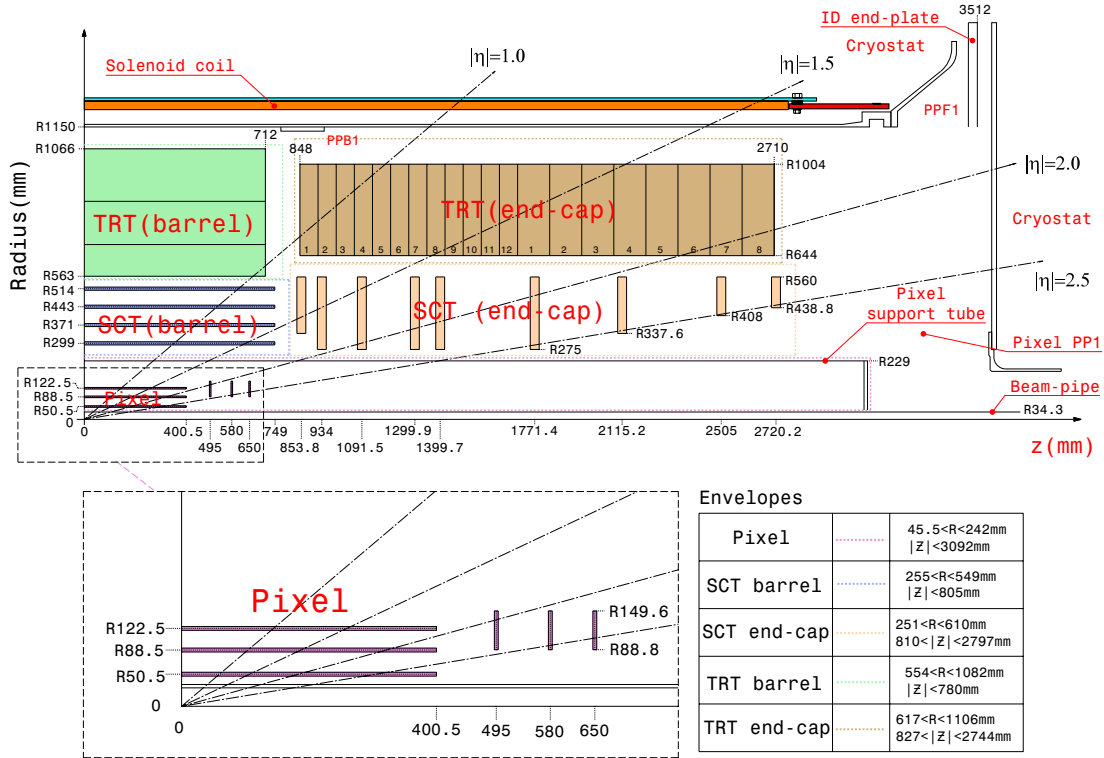 3512
ID end-plate
Cryostat
|η|=1.0
|η|=1.5
Solenoid coil
PPF1
R1150
712
PPB1
R1066
848
2710
R1004
|η|=2.0
Radius(mm)
TRT(barrel)
TRT(end-cap)
Cryostat
1 2 3 4 5 6 7 8 9 10 11 12 1 2 3 4 5 6 7 8
R644
R563
R560
|η|=2.5
R514
R443
SCT(barrel)
SCT (end-cap)
R438.8
R408
Pixel
support tube
R371
R337.6
Pixel PP1
R299
R275
R229
R122.5
Pixel
R88.5
Beam-pipe
R50.5
R34.3
0
0
400.5
580
749
934
1299.9
1771.4
2115.2
2505
2720.2
495
650
853.8
1091.5
1399.7
z(mm)
Pixel
R149.6
R122.5
R88.5
R88.8
R50.5
0
0
400.5
495
580
650
Envelopes
Pixel
45.5<R<242mm
|Z|<3092mm
SCT barrel
255<R<549mm
|Z|<805mm
SCT end-cap
251<R<610mm
810<|Z|<2797mm
TRT barrel
554<R<1082mm
|Z|<780mm
TRT end-cap
617<R<1106mm
827<|Z|<2744mm